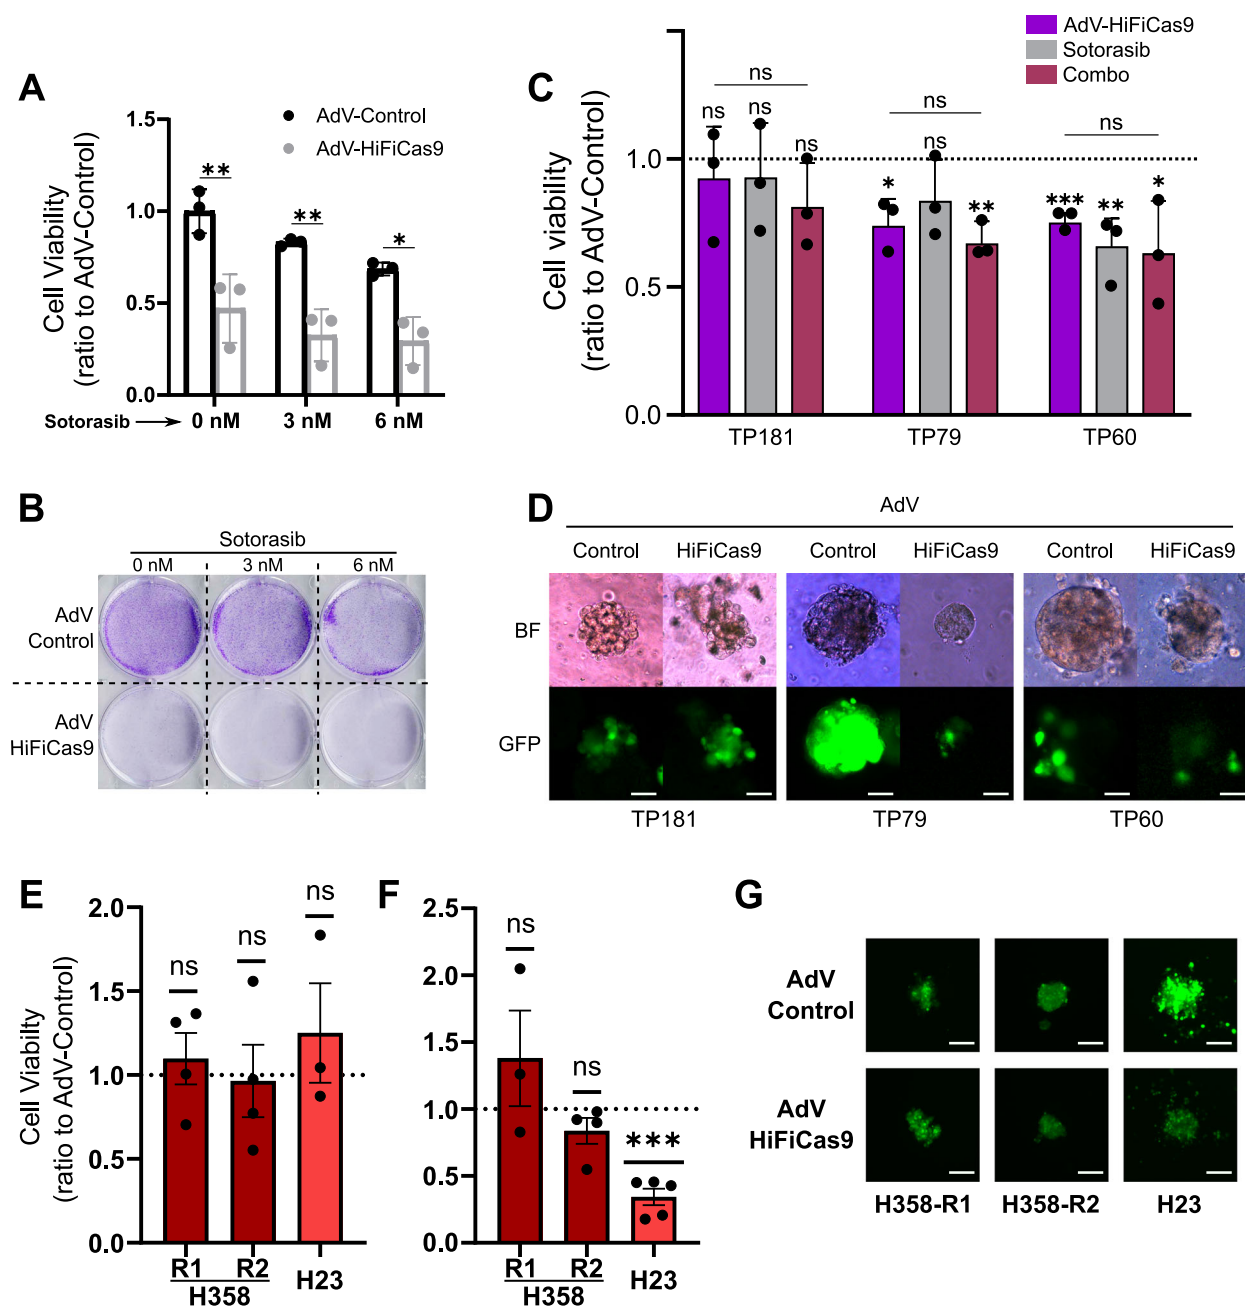 A
Cell Viability
(ratio to AdV-Control)
1.5
1.0
0.5
0.0
AdV-Control
AdV-HiFiCas9
**
**
*
Sotorasib
0 nM
3 nM
6 nM
C
Cell viability
(ratio to AdV-Control)
1.0
0.5
0.0
AdV-HiFiCas9
Sotorasib
Combo
ns
ns
ns
ns
ns
ns
ns
*
ns
**
***
**
*
TP181
TP79
TP60
B
Sotorasib
0 nM
3 nM
6 nM
AdV
Control
AdV
HiFiCas9
D
AdV
Control
HiFiCas9
Control
HiFiCas9
Control
HiFiCas9
BF
GFP
TP181
TP79
TP60
E
Cell Viabilty
(ratio to AdV-Control)
2.0
1.5
1.0
0.5
0.0
ns
ns
ns
R1
R2
H23
H358
F
2.5
2.0
1.5
1.0
0.5
0.0
ns
ns
***
R1
R2
H23
H358
G
AdV
Control
AdV
HiFiCas9
H358-R1
H358-R2
H23